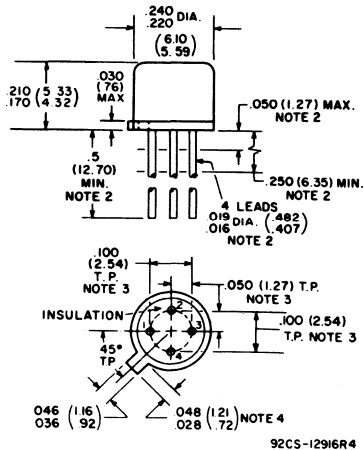 .240 DIA.
.220
(6.10)
5.59
.210 (5.33)
.170 (4.32)
.030
(76)
MAX
.050 (1.27) MAX.
NOTE 2
.5
(12.70)
MIN.
NOTE 2
.250 (6.35) MIN.
NOTE 2
4 LEADS
.019 DIA. (.482)
.016 (.407)
NOTE 2
.100
(2.54)
T.P.
NOTE 3
.050 (1.27) T.P.
NOTE 3
INSULATION
1 2 3 4
.100 (2.54)
T.P. NOTE 3
45°
TP
.046 (1.16)
.036 (.92)
.048 (1.21) NOTE 4
.028 (.72)
92CS-12916R4